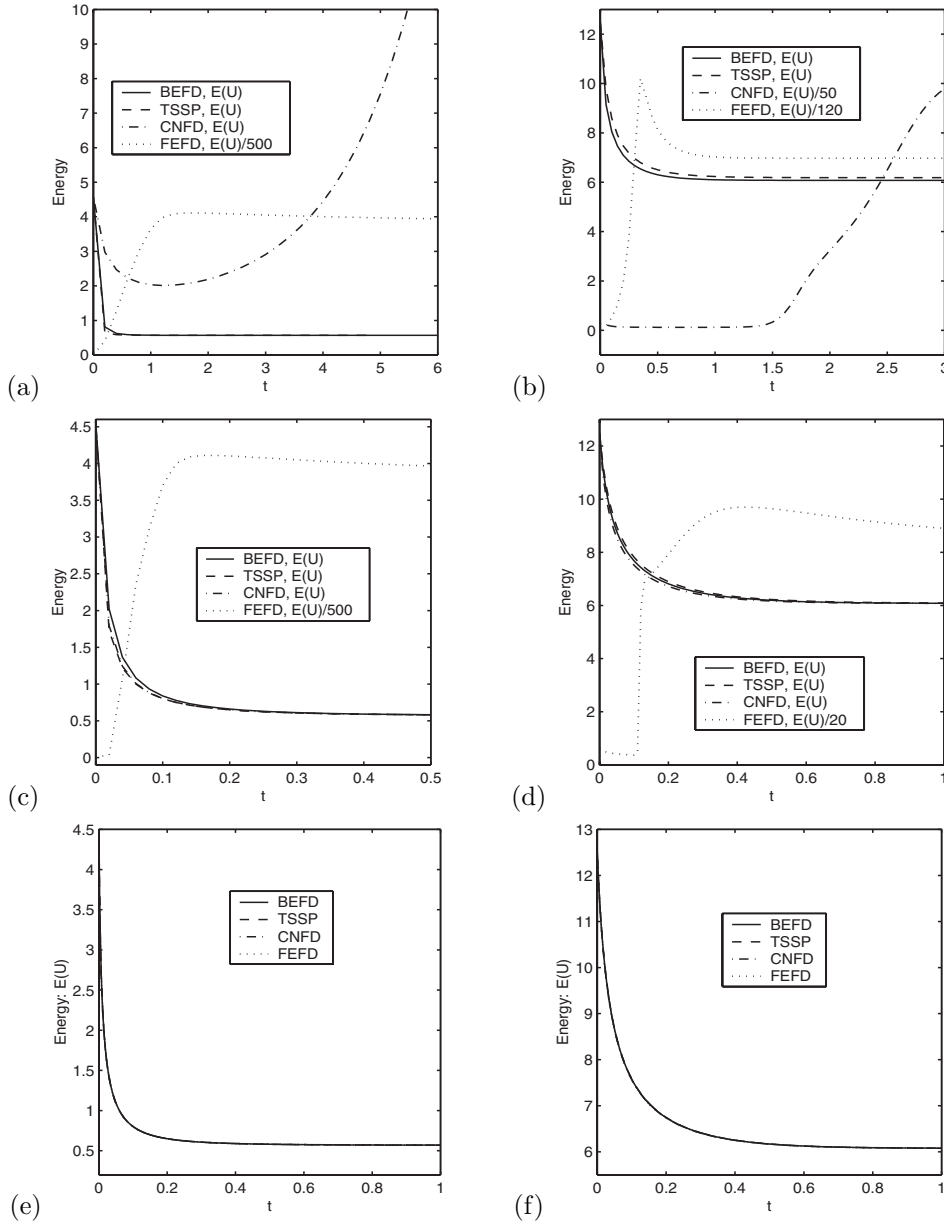 10
9
8
7
6
5
4
3
2
1
0
Energy
BEFD, E(U)
TSSP, E(U)
CNFD, E(U)
FEFD, E(U)/500
0 1 2 3 4 5 6
t
(a)
12
10
8
6
4
2
0
Energy
BEFD, E(U)
TSSP, E(U)
CNFD, E(U)/50
FEFD, E(U)/120
0 0.5 1 1.5 2 2.5 3
t
(b)
4.5
4
3.5
3
2.5
2
1.5
1
0.5
0
Energy
BEFD, E(U)
TSSP, E(U)
CNFD, E(U)
FEFD, E(U)/500
0 0.1 0.2 0.3 0.4 0.5
t
(c)
12
10
8
6
4
2
0
Energy
BEFD, E(U)
TSSP, E(U)
CNFD, E(U)
FEFD, E(U)/20
0 0.2 0.4 0.6 0.8 1
t
(d)
4.5
4
3.5
3
2.5
2
1.5
1
0.5
Energy: E(U)
BEFD
TSSP
CNFD
FEFD
0 0.2 0.4 0.6 0.8 1
t
(e)
13
12
11
10
9
8
7
6
Energy: E(U)
BEFD
TSSP
CNFD
FEFD
0 0.2 0.4 0.6 0.8 1
t
(f)